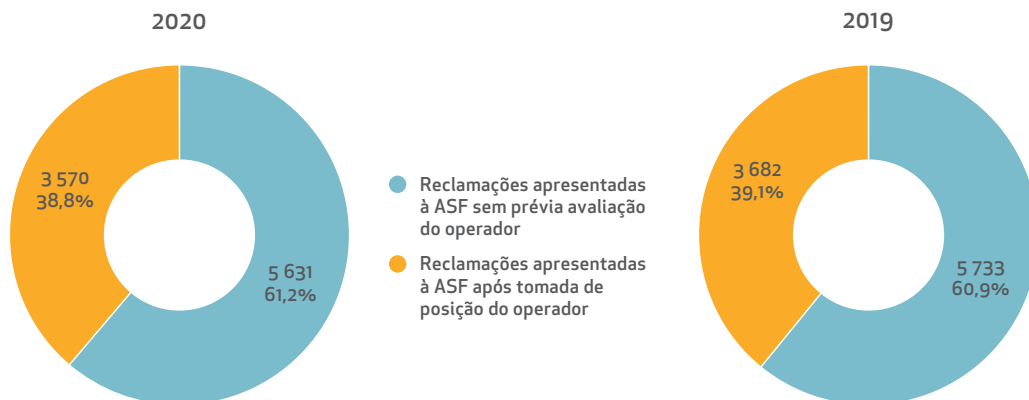 2020
3 570
38,8%
5 631
61,2%
Reclamações apresentadas
à ASF sem prévia avaliação
do operador
Reclamações apresentadas
à ASF após tomada de
posição do operador
2019
3 682
39,1%
5 733
60,9%